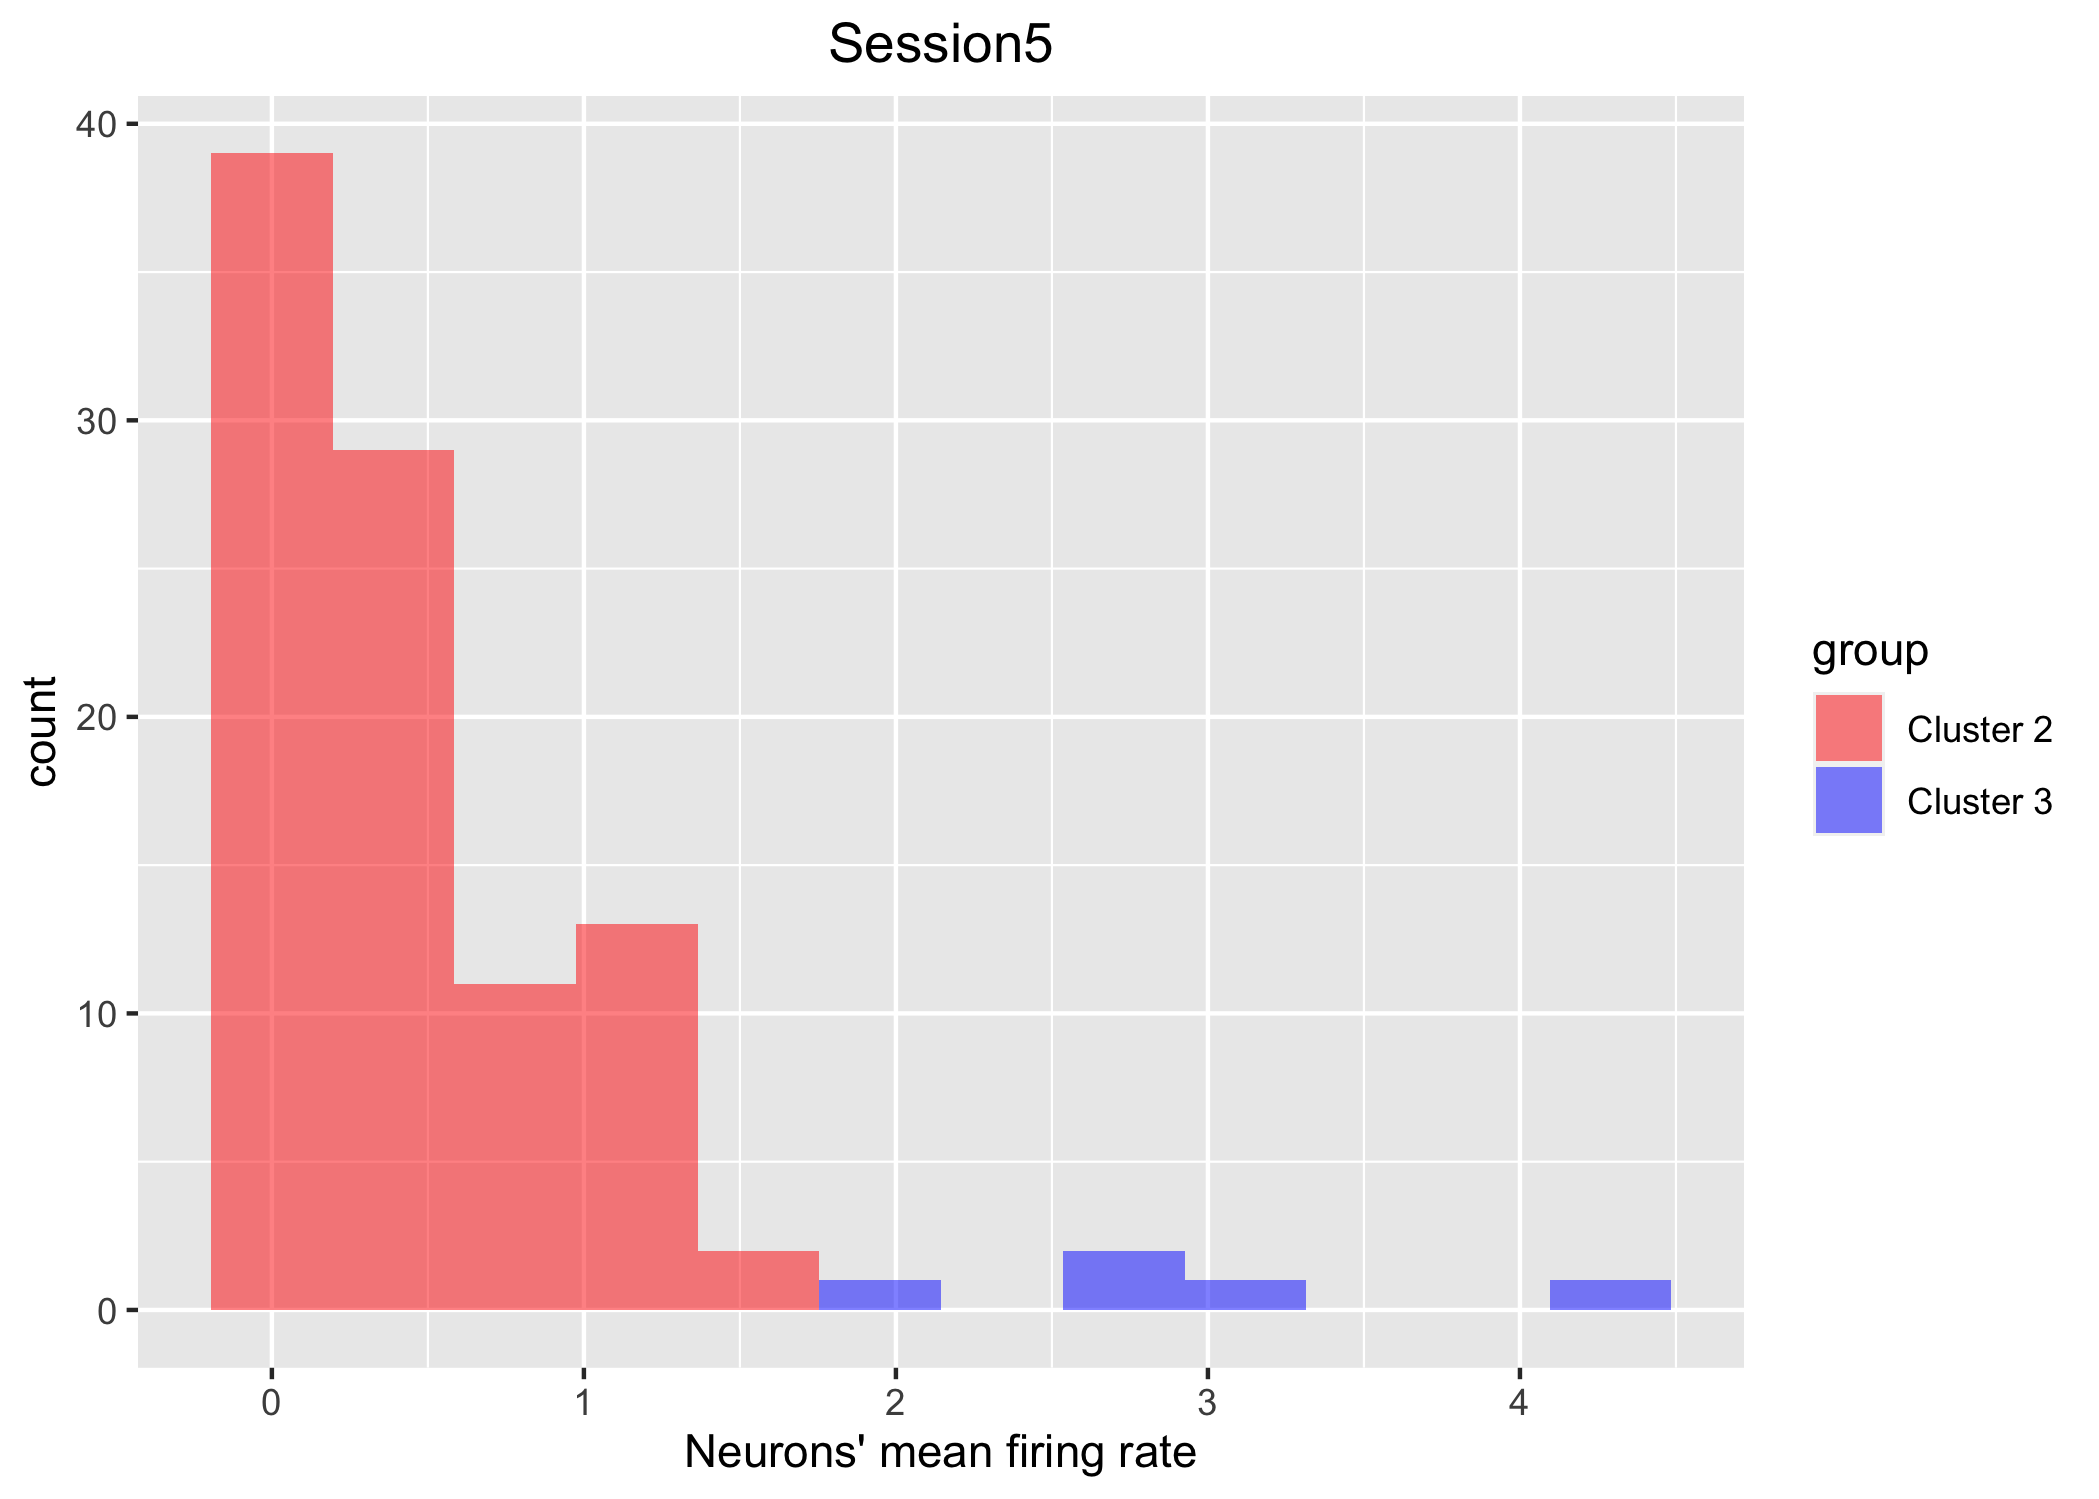 Session5
40
30
20
10
0
count
0 1 2 3 4
Neurons' mean firing rate
group
Cluster 2
Cluster 3